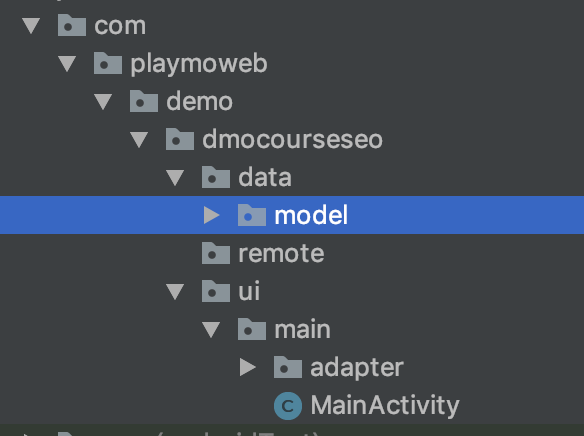 com
playmoweb
demo
dmocourseseo
data
model
remote
ui
main
adapter
MainActivity